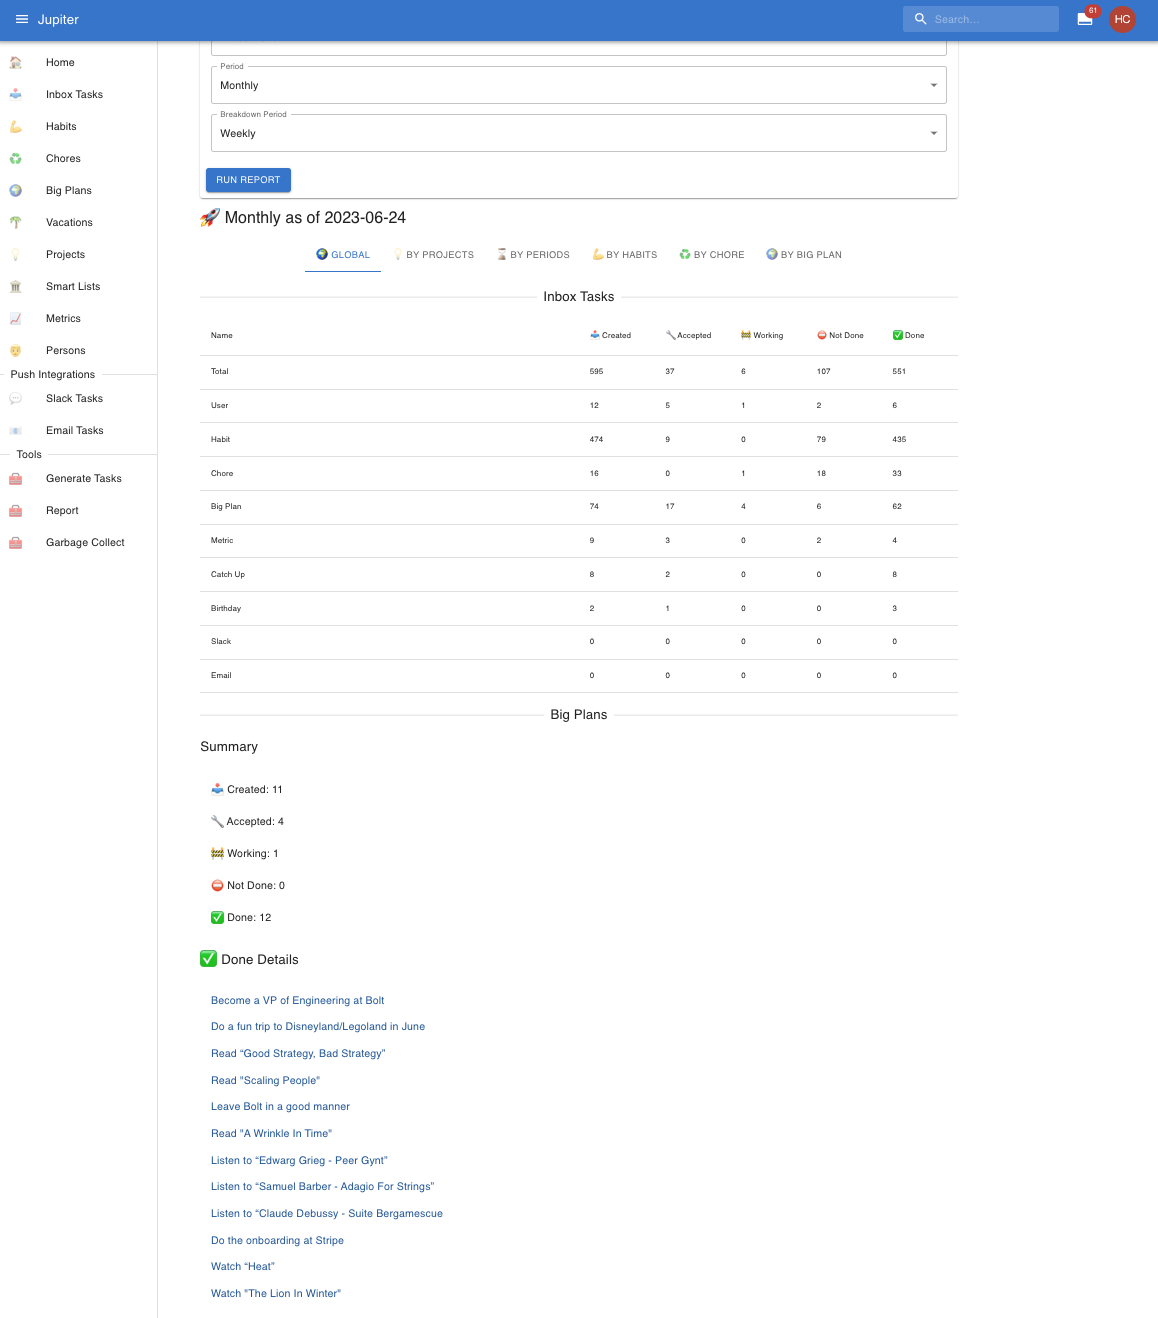 Jupiter
Search...
61
HC
Home
Inbox Tasks
Habits
Chores
Big Plans
Vacations
Projects
Smart Lists
Metrics
Persons
Push Integrations
Slack Tasks
Email Tasks
Tools
Generate Tasks
Report
Garbage Collect
Period
Monthly
Breakdown Period
Weekly
RUN REPORT
🚀 Monthly as of 2023-06-24
🌍 GLOBAL 💡 BY PROJECTS ⌛ BY PERIODS 💪 BY HABITS ♻️ BY CHORE 🌍 BY BIG PLAN
Inbox Tasks
Name 📥 Created 🔧 Accepted 🚧 Working ⛔ Not Done ✅ Done
Total 595 37 6 107 551
User 12 5 1 2 6
Habit 474 9 0 79 435
Chore 16 0 1 18 33
Big Plan 74 17 4 6 62
Metric 9 3 0 2 4
Catch Up 8 2 0 0 8
Birthday 2 1 0 0 3
Slack 0 0 0 0 0
Email 0 0 0 0 0
Big Plans
Summary
📥 Created: 11
🔧 Accepted: 4
🚧 Working: 1
⛔ Not Done: 0
✅ Done: 12
✅ Done Details
Become a VP of Engineering at Bolt
Do a fun trip to Disneyland/Legoland in June
Read “Good Strategy, Bad Strategy”
Read "Scaling People"
Leave Bolt in a good manner
Read "A Wrinkle In Time"
Listen to “Edwarg Grieg - Peer Gynt”
Listen to “Samuel Barber - Adagio For Strings”
Listen to “Claude Debussy - Suite Bergamescue
Do the onboarding at Stripe
Watch “Heat”
Watch "The Lion In Winter"